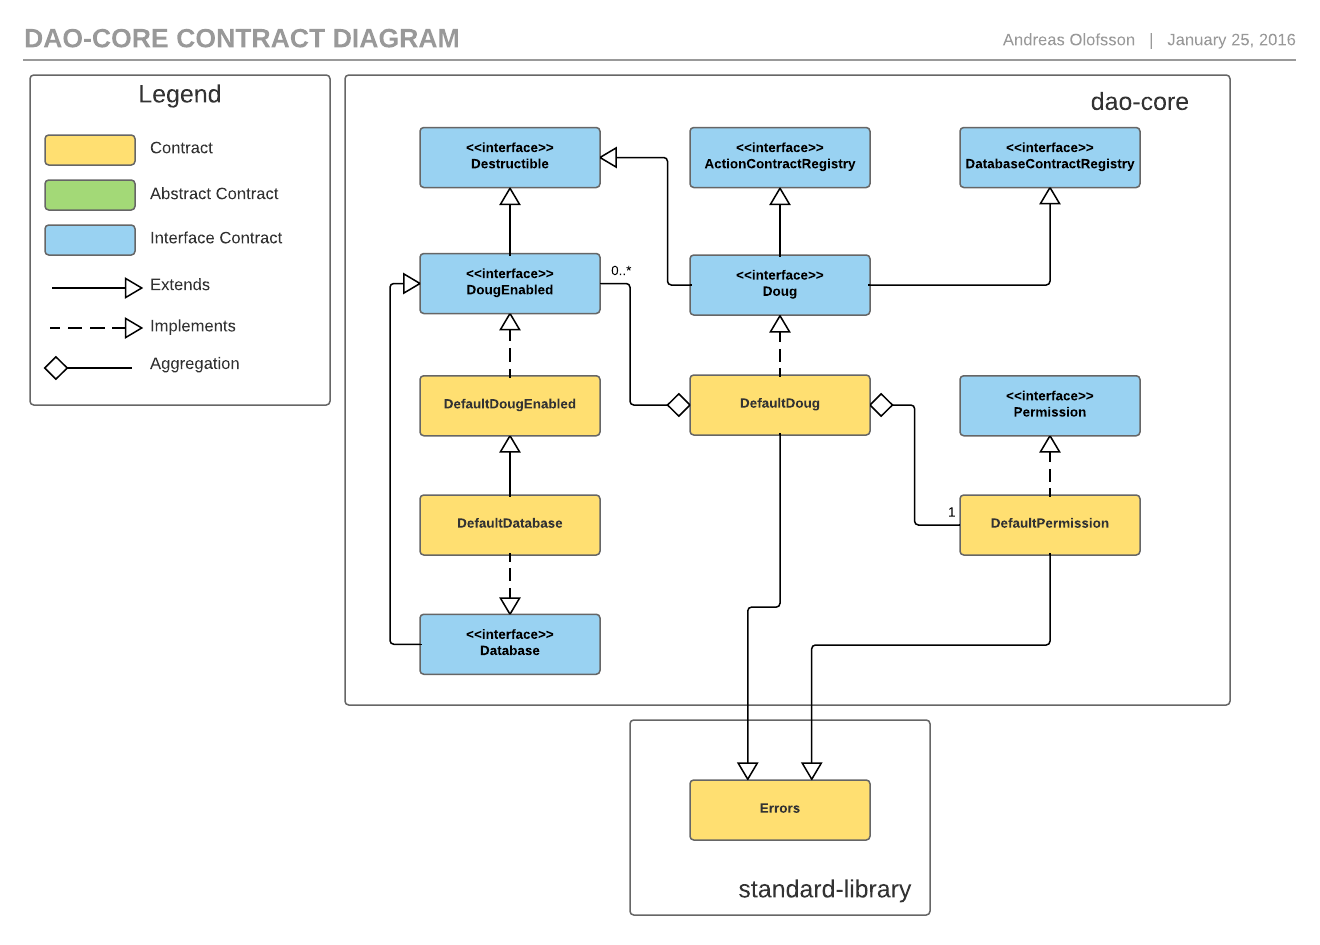 DAO-CORE CONTRACT DIAGRAM
Andreas Olofsson | January 25, 2016
Legend
Contract
Abstract Contract
Interface Contract
Extends
Implements
Aggregation
dao-core
<<interface>>
Destructible
<<interface>>
ActionContractRegistry
<<interface>>
DatabaseContractRegistry
<<interface>>
DougEnabled
0..*
<<interface>>
Doug
DefaultDougEnabled
DefaultDoug
<<interface>>
Permission
DefaultDatabase
1
DefaultPermission
<<interface>>
Database
Errors
standard-library